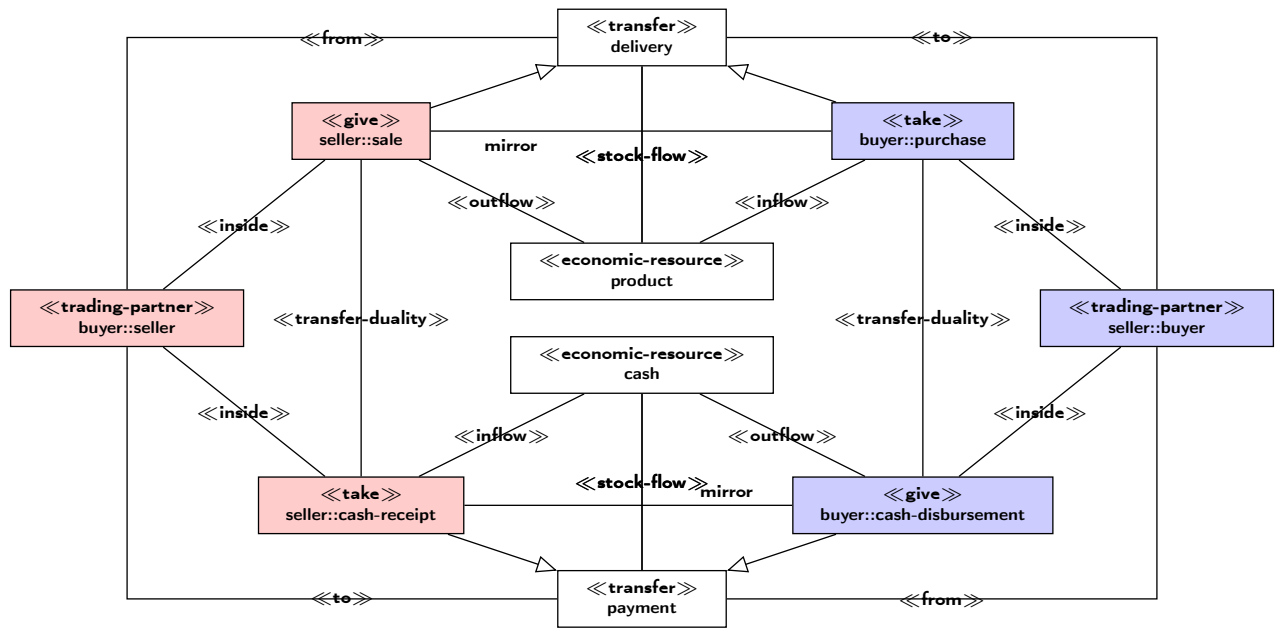 ≪transfer≫
delivery
≪from≫
≪to≫
≪give≫
seller::sale
≪take≫
buyer::purchase
mirror
≪stock-flow≫
≪outflow≫
≪inflow≫
≪inside≫
≪inside≫
≪economic-resource≫
product
≪trading-partner≫
buyer::seller
≪transfer-duality≫
≪transfer-duality≫
≪trading-partner≫
seller::buyer
≪economic-resource≫
cash
≪inside≫
≪inside≫
≪inflow≫
≪outflow≫
≪stock-flow≫
mirror
≪take≫
seller::cash-receipt
≪give≫
buyer::cash-disbursement
≪transfer≫
payment
≪to≫
≪from≫